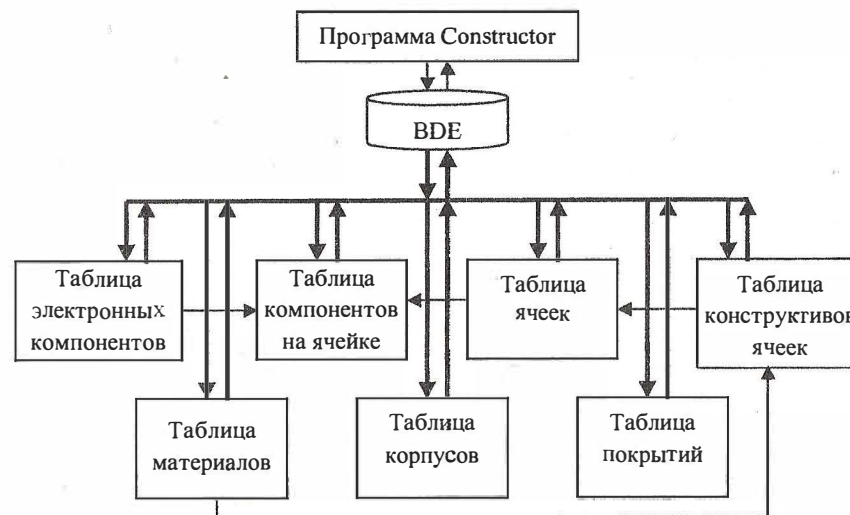 Программа Constructor
BDE
Таблица
электронных
компонентов
Таблица
компонентов
на ячейке
Таблица
ячеек
Таблица
конструктивов
ячеек
Таблица
материалов
Таблица
корпусов
Таблица
покрытий